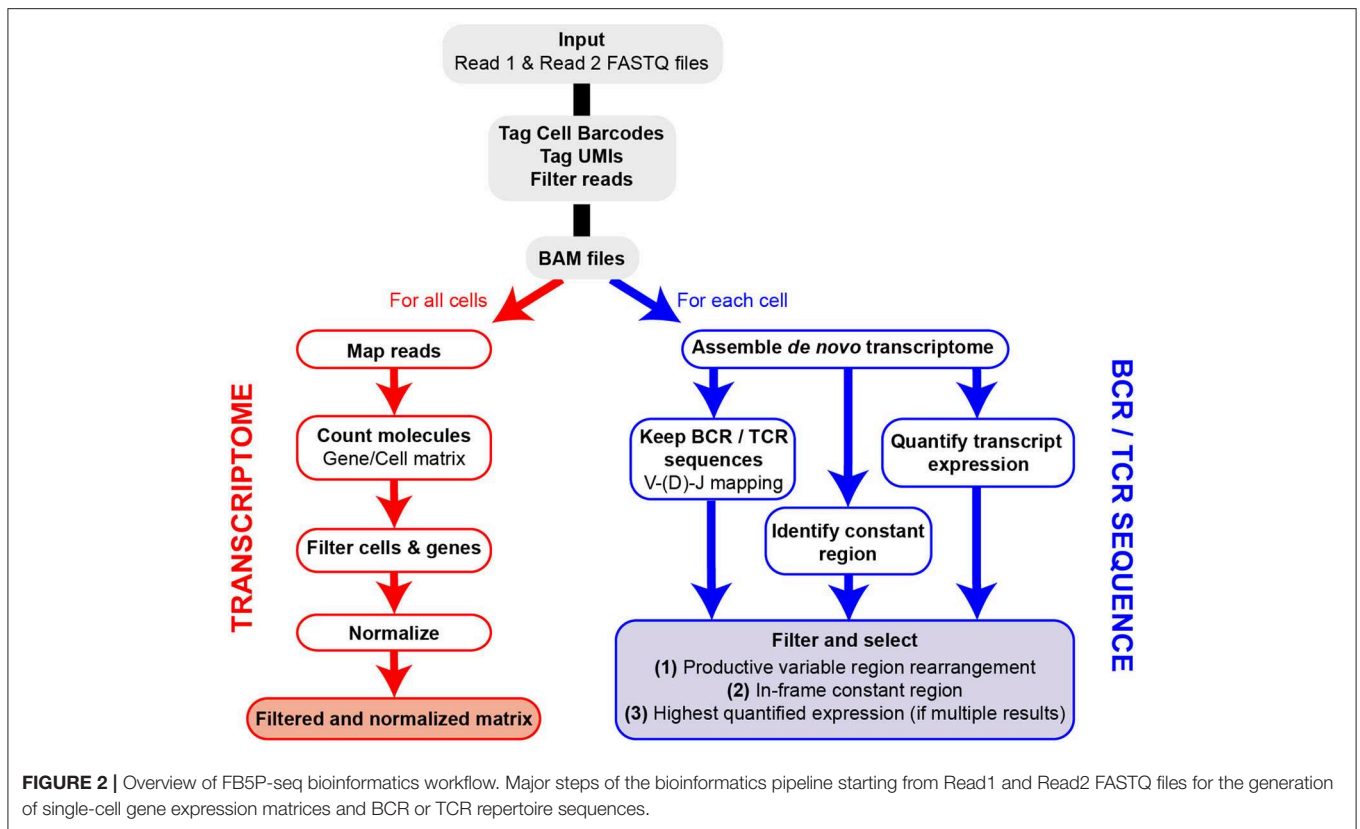 Input
Read 1 & Read 2 FASTQ files
Tag Cell Barcodes
Tag UMIs
Filter reads
BAM files
For all cells
For each cell
TRANSCRIPTOME
Map reads
Count molecules
Gene/Cell matrix
Filter cells & genes
Normalize
Filtered and normalized matrix
Assemble de novo transcriptome
Keep BCR / TCR
sequences
V-(D)-J mapping
Identify constant
region
Quantify transcript
expression
BCR / TCR SEQUENCE
Filter and select
(1) Productive variable region rearrangement
(2) In-frame constant region
(3) Highest quantified expression (if multiple results)
FIGURE 2 | Overview of FB5P-seq bioinformatics workflow. Major steps of the bioinformatics pipeline starting from Read1 and Read2 FASTQ files for the generation
of single-cell gene expression matrices and BCR or TCR repertoire sequences.